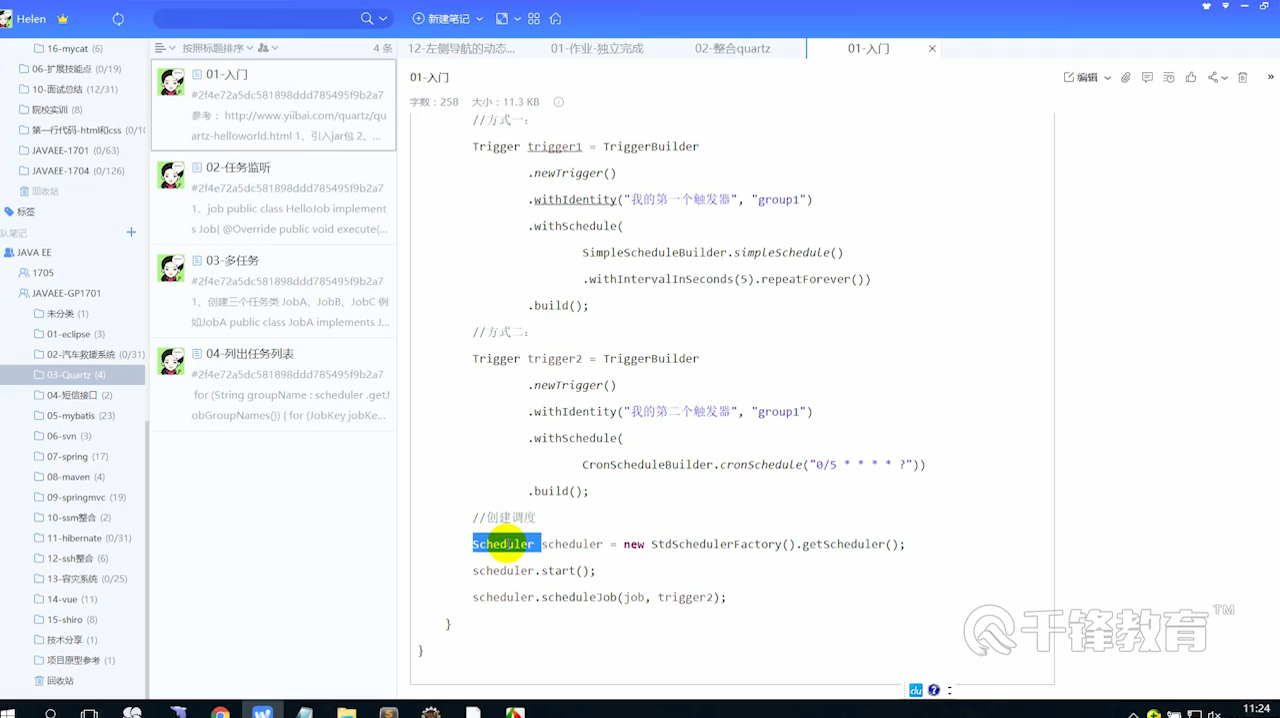 Helen
新建笔记
16-mycat (6)
06-扩展技能点 (0/19)
10-面试总结 (12/31)
院校实训 (8)
第一行代码-html和css (0/10
JAVAEE-1701 (0/63)
JAVAEE-1704 (0/126)
回收站
标签
队笔记
JAVA EE
1705
JAVAEE-GP1701
未分类 (1)
01-eclipse (3)
02-汽车救援系统 (0/31)
03-Quartz (4)
04-短信接口 (2)
05-mybatis (23)
06-svn (3)
07-spring (17)
08-maven (4)
09-springmvc (19)
10-ssm整合 (2)
11-hibernate (0/31)
12-ssh整合 (6)
13-容灾系统 (0/25)
14-vue (11)
15-shiro (8)
技术分享 (1)
项目原型参考 (1)
回收站
按照标题排序
4 条
01-入门
#2f4e72a5dc581898ddd785495f9b2a7
参考： http://www.yiibai.com/quartz/qu
artz-helloworld.html 1、引入jar包 2、...
02-任务监听
#2f4e72a5dc581898ddd785495f9b2a7
1、job public class HelloJob implement
s Job{ @Override public void execute(...
03-多任务
#2f4e72a5dc581898ddd785495f9b2a7
1、创建三个任务类 JobA、JobB、JobC 例
如JobA public class JobA implements J...
04-列出任务列表
#2f4e72a5dc581898ddd785495f9b2a7
for (String groupName : scheduler .getJ
obGroupNames()) { for (JobKey jobKe...
12-左侧导航的动态... 01-作业-独立完成 02-整合quartz 01-入门
01-入门
编辑
字数：258 大小：11.3 KB
//方式一：
Trigger trigger1 = TriggerBuilder
.newTrigger()
.withIdentity("我的第一个触发器", "group1")
.withSchedule(
SimpleScheduleBuilder.simpleSchedule()
.withIntervalInSeconds(5).repeatForever())
.build();
//方式二：
Trigger trigger2 = TriggerBuilder
.newTrigger()
.withIdentity("我的第二个触发器", "group1")
.withSchedule(
CronScheduleBuilder.cronSchedule("0/5 * * * * ?"))
.build();
//创建调度
Scheduler scheduler = new StdSchedulerFactory().getScheduler();
scheduler.start();
scheduler.scheduleJob(job, trigger2);
}
}
千锋教育™
du
11:24